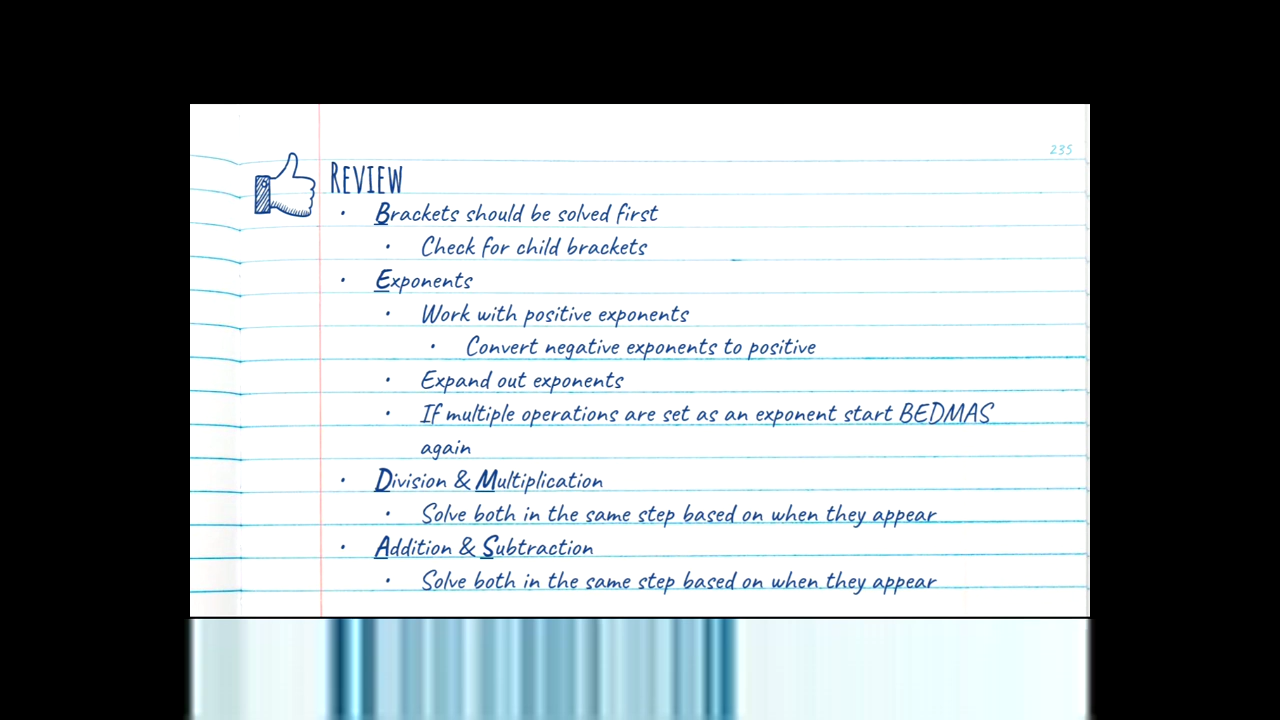 235
Review
• Brackets should be solved first
• Check for child brackets
• Exponents
• Work with positive exponents
• Convert negative exponents to positive
• Expand out exponents
• If multiple operations are set as an exponent start BEDMAS
again
• Division & Multiplication
• Solve both in the same step based on when they appear
• Addition & Subtraction
• Solve both in the same step based on when they appear